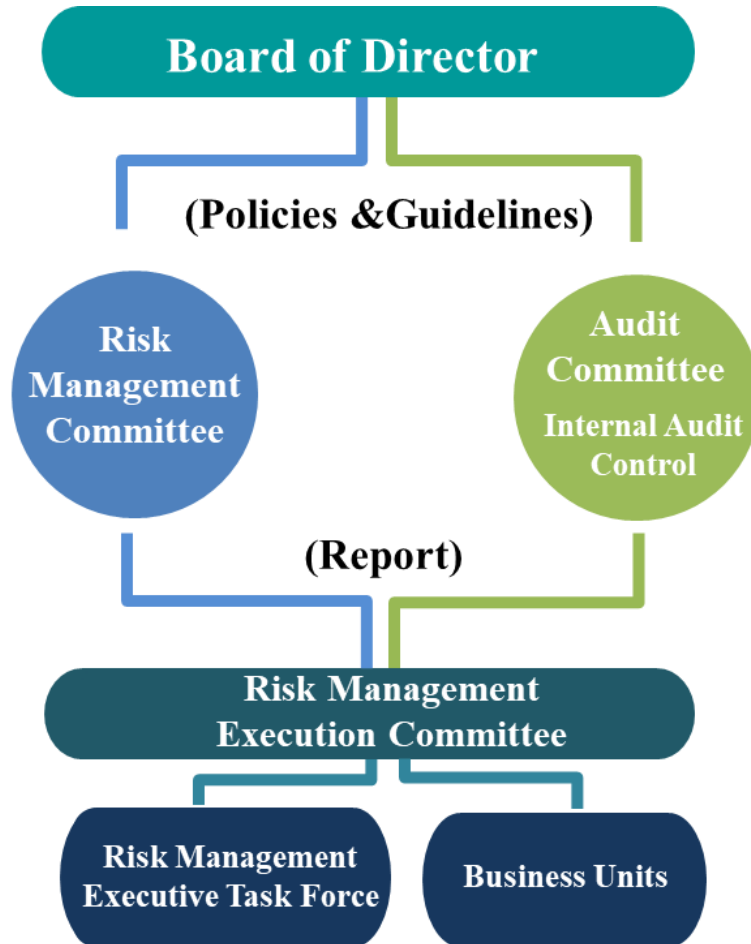 Board of Director
(Policies &Guidelines)
Risk
Management
Committee
Audit
Committee
Internal Audit
Control
(Report)
Risk Management
Execution Committee
Risk Management
Executive Task Force
Business Units